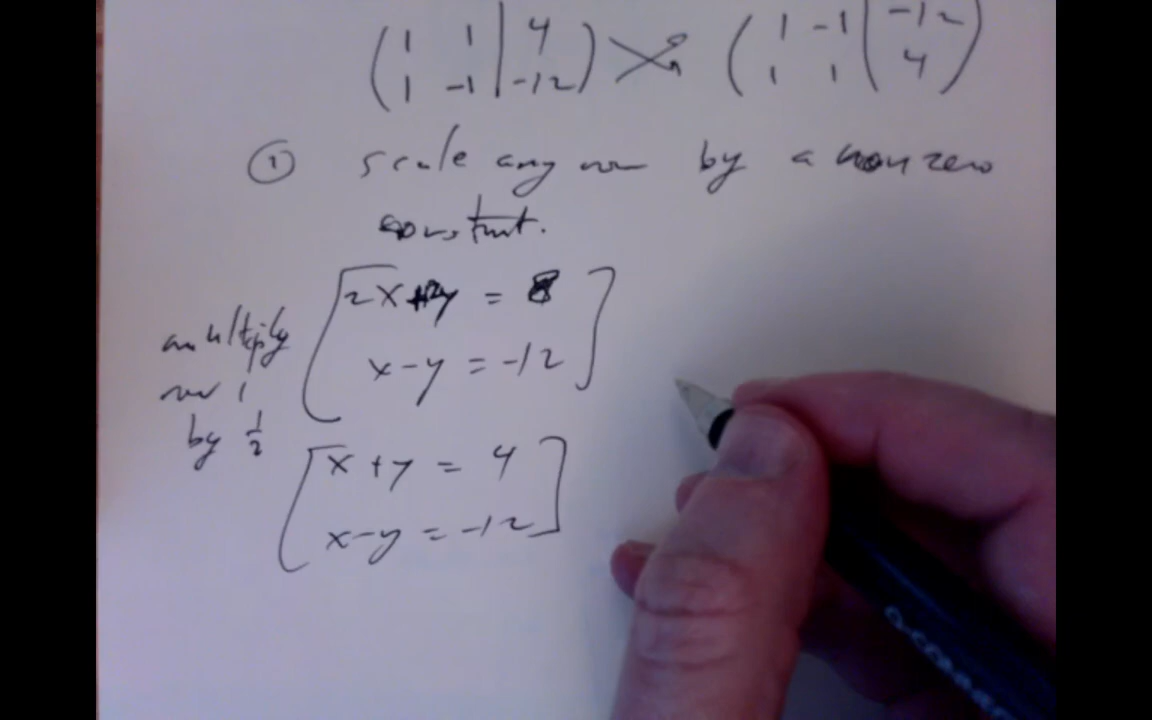 ( 1 1 | 4 ) ( 1 -1 | -12 )
( 1 -1 | -12 ) ( 1 1 | 4 )
① scale any row by a nonzero
constant.
2x+2y = 8
x-y = -12
multiply
row 1
by 1/2
x+y = 4
x-y = -12